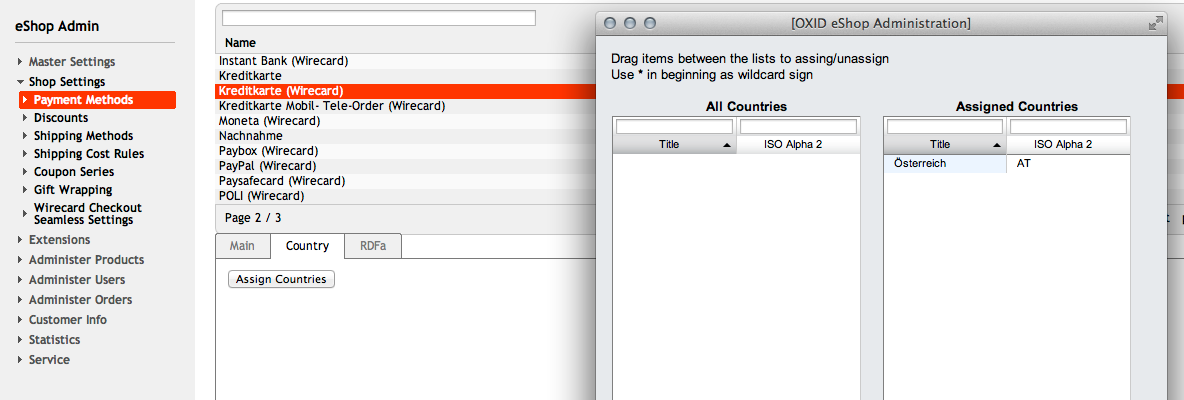 eShop Admin
Master Settings
Shop Settings
Payment Methods
Discounts
Shipping Methods
Shipping Cost Rules
Coupon Series
Gift Wrapping
Wirecard Checkout
Seamless Settings
Extensions
Administer Products
Administer Users
Administer Orders
Customer Info
Statistics
Service
Name
Instant Bank (Wirecard)
Kreditkarte
Kreditkarte (Wirecard)
Kreditkarte Mobil- Tele-Order (Wirecard)
Moneta (Wirecard)
Nachnahme
Paybox (Wirecard)
PayPal (Wirecard)
Paysafecard (Wirecard)
POLI (Wirecard)
Page 2 / 3
Main Country RDFa
Assign Countries
[OXID eShop Administration]
Drag items between the lists to assing/unassign
Use * in beginning as wildcard sign
All Countries
Title ISO Alpha 2
Assigned Countries
Title ISO Alpha 2
Österreich AT